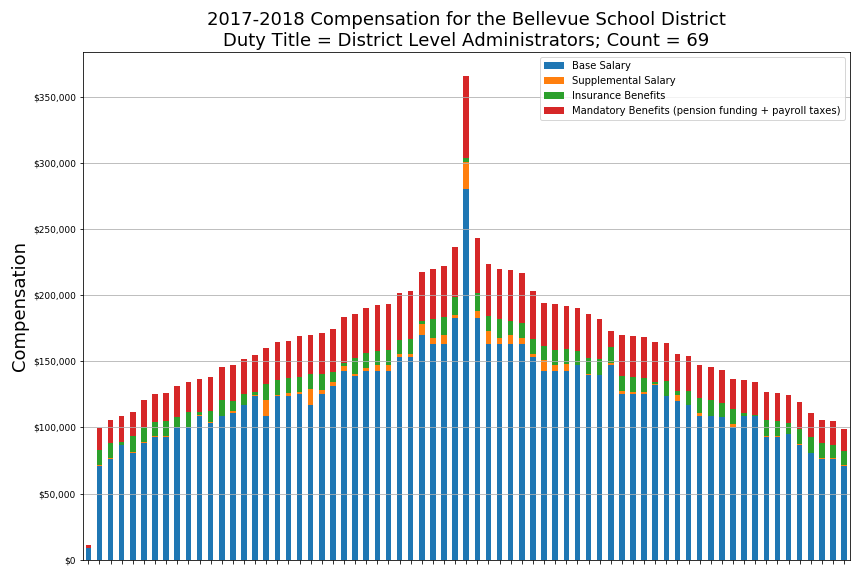 2017-2018 Compensation for the Bellevue School District
Duty Title = District Level Administrators; Count = 69
Base Salary
Supplemental Salary
Insurance Benefits
Mandatory Benefits (pension funding + payroll taxes)
Compensation
$350,000
$300,000
$250,000
$200,000
$150,000
$100,000
$50,000
$0